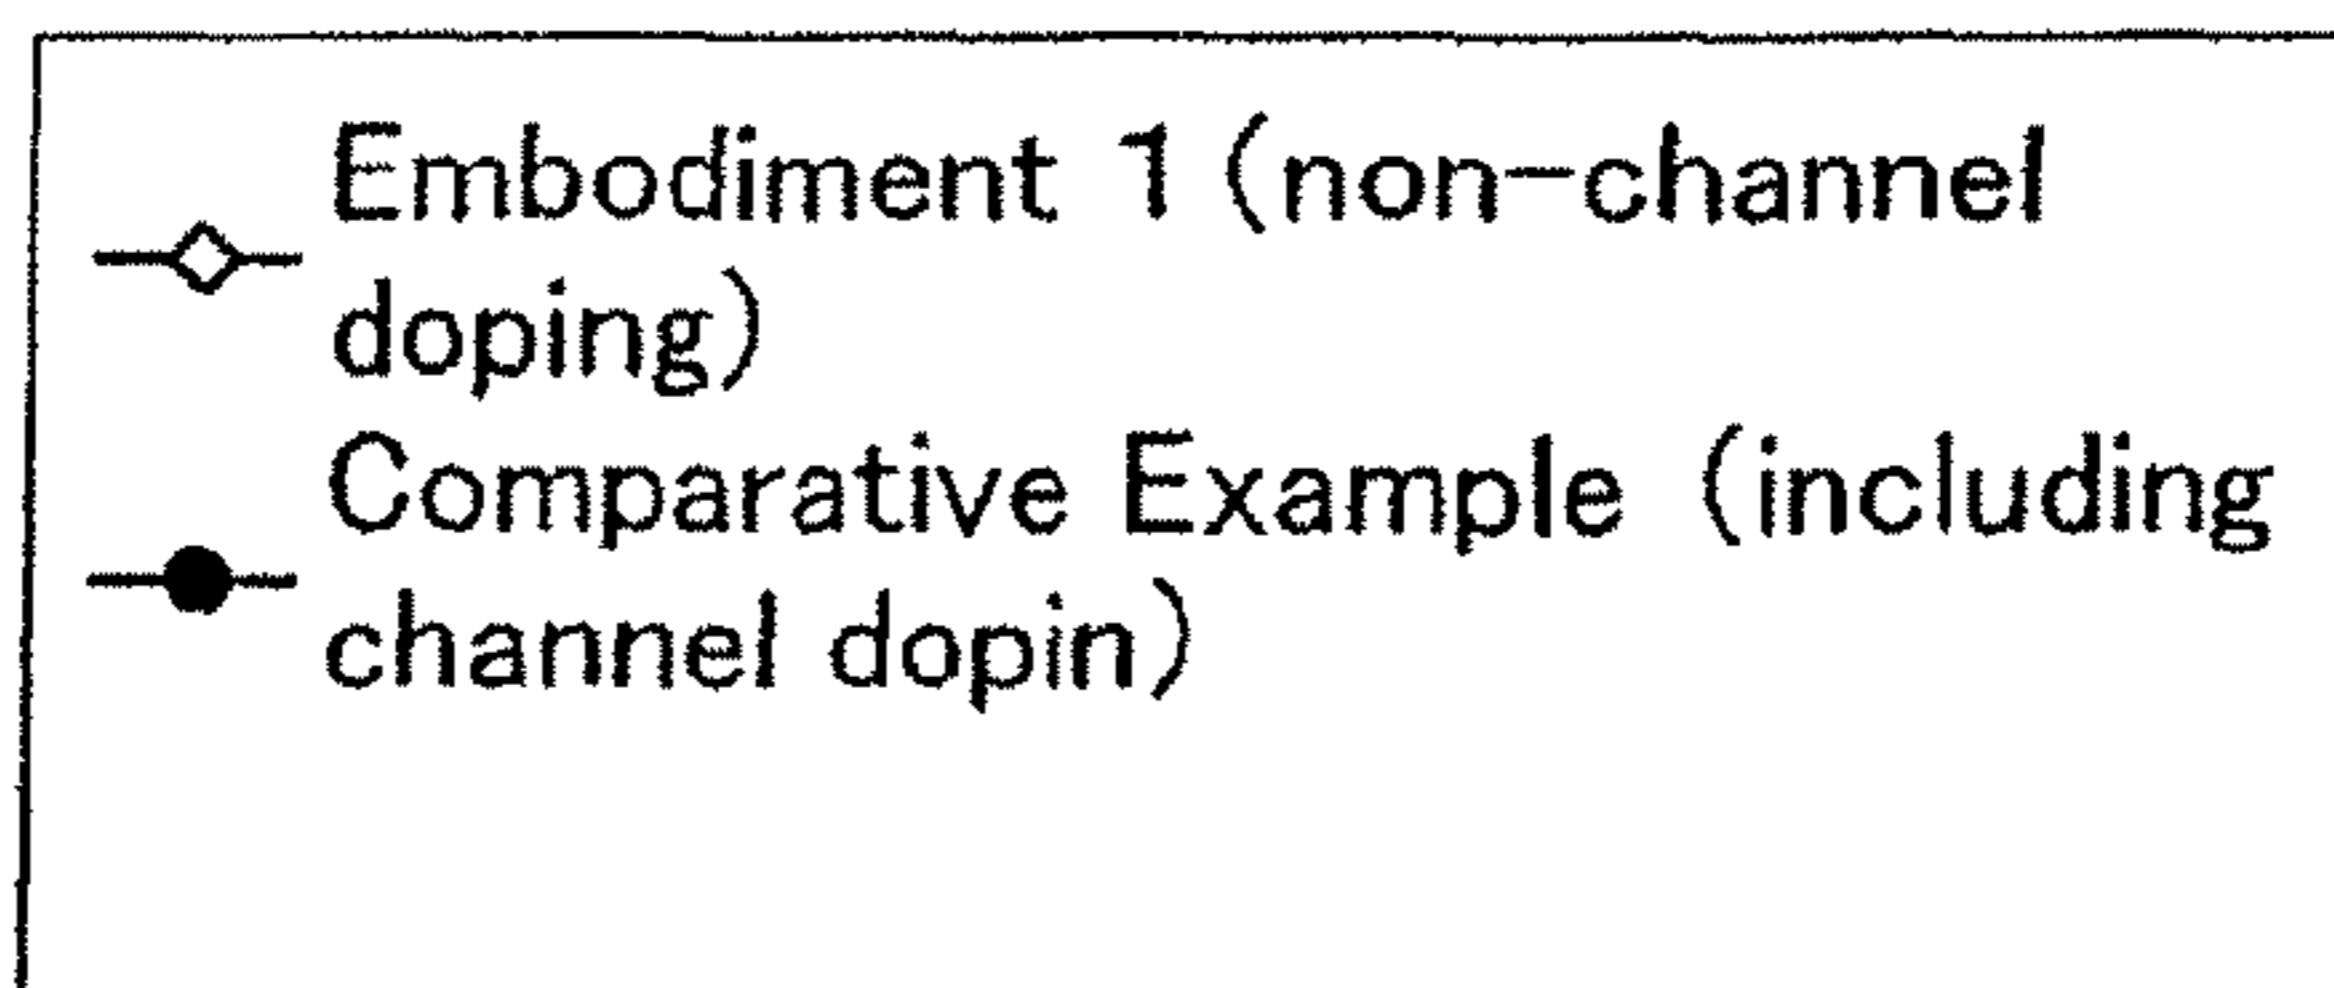 Embodiment 1(non-channel
doping)
Comparative Example (including
channel dopin)